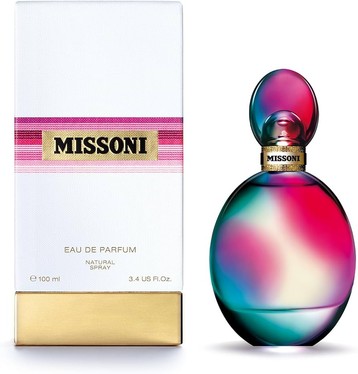 MISSONI
EAU DE PARFUM
NATURAL
SPRAY
℮ 100 ml 3.4 US Fl.Oz.
MISSONI